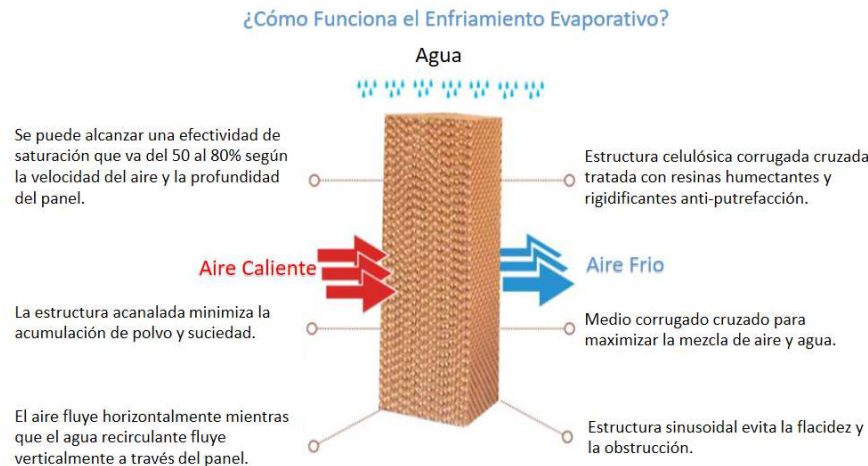 ¿Cómo Funciona el Enfriamiento Evaporativo?
Agua
Se puede alcanzar una efectividad de
saturación que va del 50 al 80% según
la velocidad del aire y la profundidad
del panel.
Estructura celulósica corrugada cruzada
tratada con resinas humectantes y
rigidificantes anti-putrefacción.
Aire Caliente
Aire Frio
La estructura acanalada minimiza la
acumulación de polvo y suciedad.
Medio corrugado cruzado para
maximizar la mezcla de aire y agua.
El aire fluye horizontalmente mientras
que el agua recirculante fluye
verticalmente a través del panel.
Estructura sinusoidal evita la flacidez y
la obstrucción.